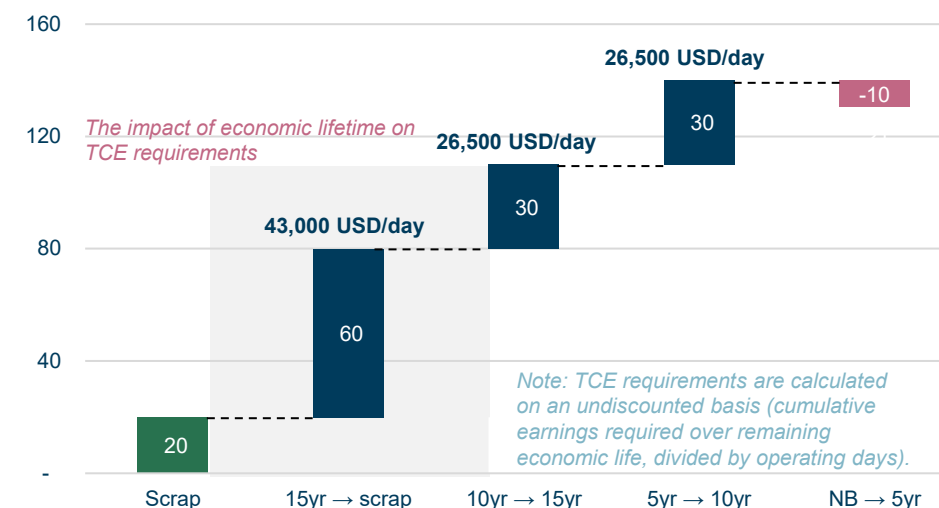 160
26,500 USD/day
-10
30
120
The impact of economic lifetime on
TCE requirements
26,500 USD/day
30
43,000 USD/day
80
60
40
Note: TCE requirements are calculated
on an undiscounted basis (cumulative
earnings required over remaining
economic life, divided by operating days).
20
-
Scrap
15yr → scrap
10yr → 15yr
5yr → 10yr
NB → 5yr